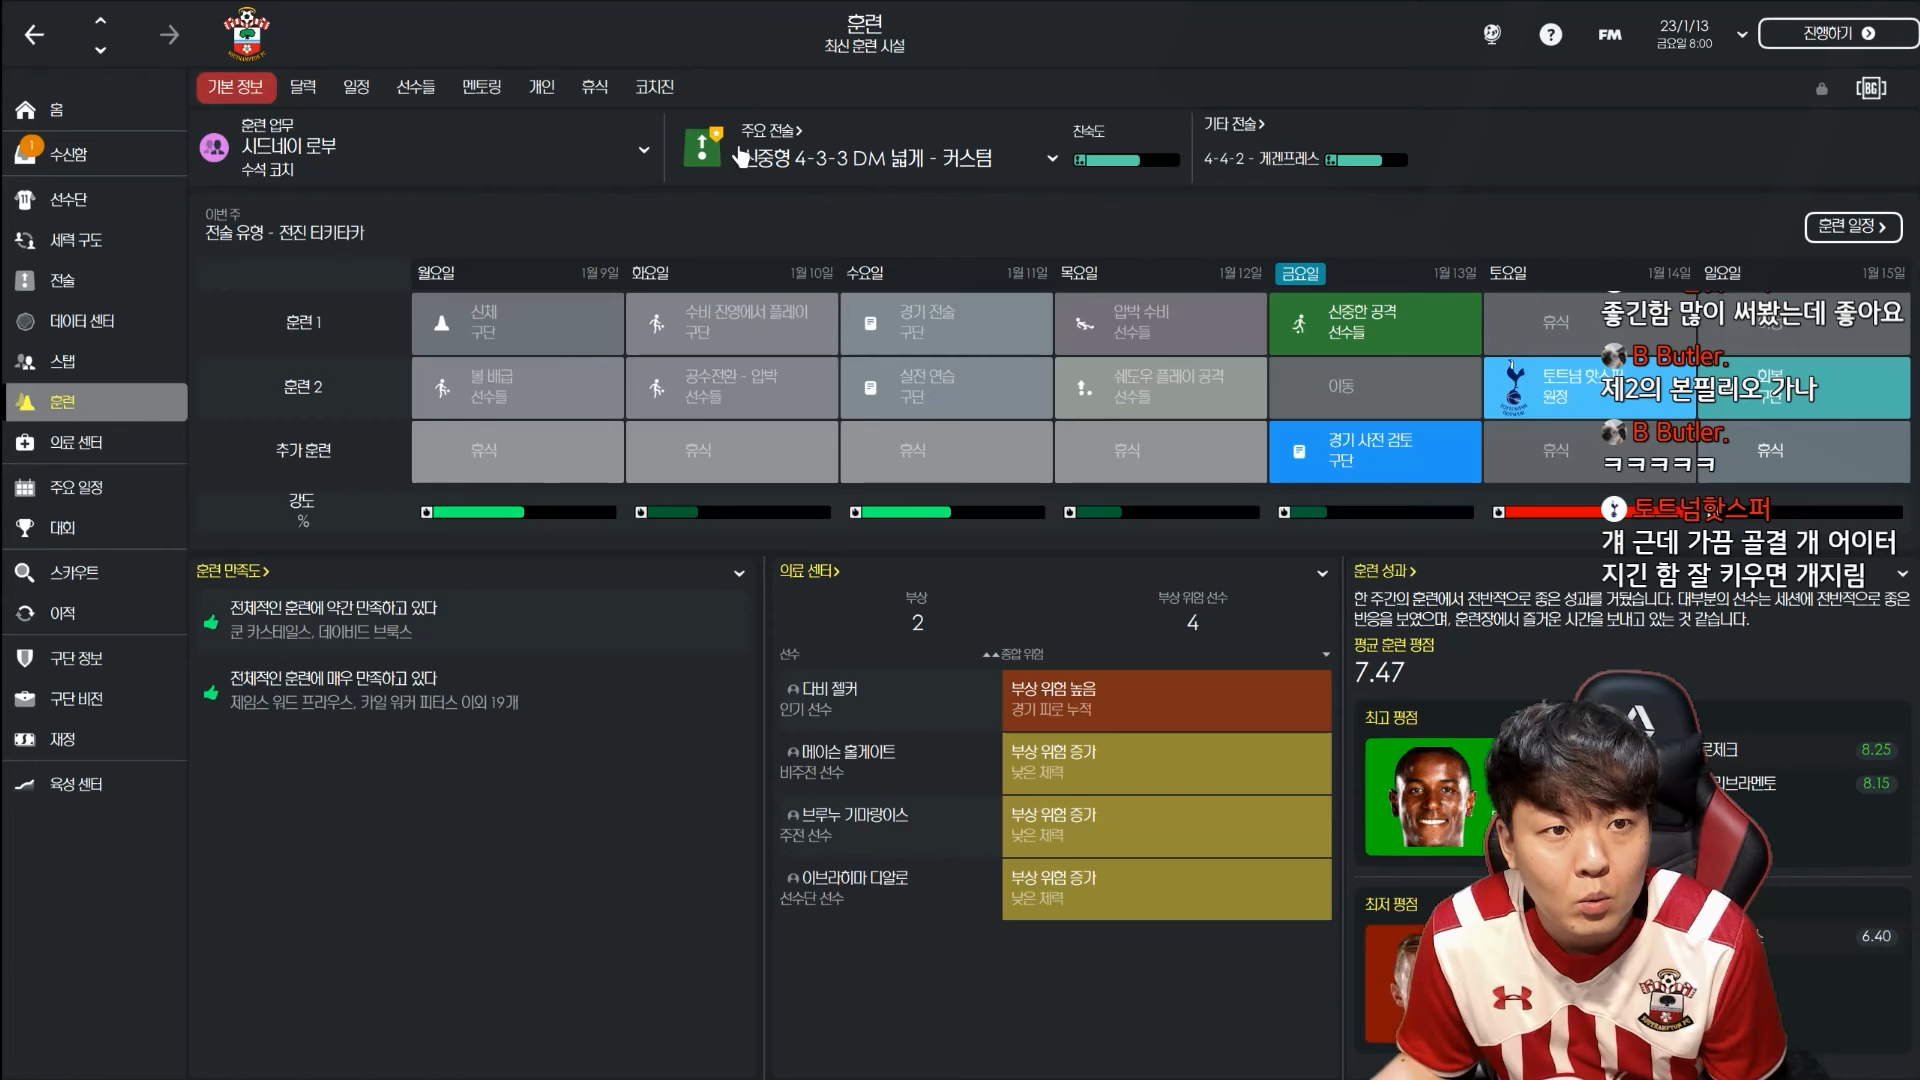 훈련
최신 훈련 시설
FM
23/1/13
금요일 8:00
진행하기
기본 정보
달력
일정
선수들
멘토링
개인
휴식
코치진
홈
1
수신함
선수단
세력 구도
전술
데이터 센터
스탭
훈련
의료 센터
주요 일정
대회
스카우트
이적
구단 정보
구단 비전
재정
육성 센터
훈련 업무
시드네이 로부
수석 코치
주요 전술>
신중형 4-3-3 DM 넓게 - 커스텀
친숙도
기타 전술>
4-4-2 - 게겐프레스
이번 주
전술 유형 - 전진 티키타카
훈련 일정 >
월요일 1월 9일 화요일 1월 10일 수요일 1월 11일 목요일 1월 12일 금요일 1월 13일 토요일 1월 14일 일요일 1월 15일
훈련 1
신체
구단
수비 진영에서 플레이
구단
경기 전술
구단
압박 수비
선수들
신중한 공격
선수들
휴식
훈련 2
볼 배급
선수들
공수전환 - 압박
선수들
실전 연습
구단
쉐도우 플레이 공격
선수들
이동
토트넘 핫스퍼
원정
회복
추가 훈련
휴식
휴식
휴식
휴식
경기 사전 검토
구단
휴식
휴식
강도
%
좋긴함 많이 써봤는데 좋아요
B Butler.
제2의 본필리오 가나
B Butler.
ㅋㅋㅋㅋㅋ
토트넘핫스퍼
걔 근데 가끔 골결 개 어이터
지긴 함 잘 키우면 개지림
훈련 만족도>
전체적인 훈련에 약간 만족하고 있다
쿤 카스테일스, 데이비드 브룩스
전체적인 훈련에 매우 만족하고 있다
제임스 워드 프라우스, 카일 워커 피터스 이외 19개
의료 센터>
부상
2
부상 위험 선수
4
선수
종합 위험
다비 젤커
인기 선수
부상 위험 높음
경기 피로 누적
메이슨 홀게이트
비주전 선수
부상 위험 증가
낮은 체력
브루누 기마랑이스
주전 선수
부상 위험 증가
낮은 체력
이브라히마 디알로
선수단 선수
부상 위험 증가
낮은 체력
훈련 성과>
한 주간의 훈련에서 전반적으로 좋은 성과를 거뒀습니다. 대부분의 선수는 세션에 전반적으로 좋은
반응을 보였으며, 훈련장에서 즐거운 시간을 보내고 있는 것 같습니다.
평균 훈련 평점
7.47
최고 평점
로체크
8.25
리브라멘토
8.15
최저 평점
6.40